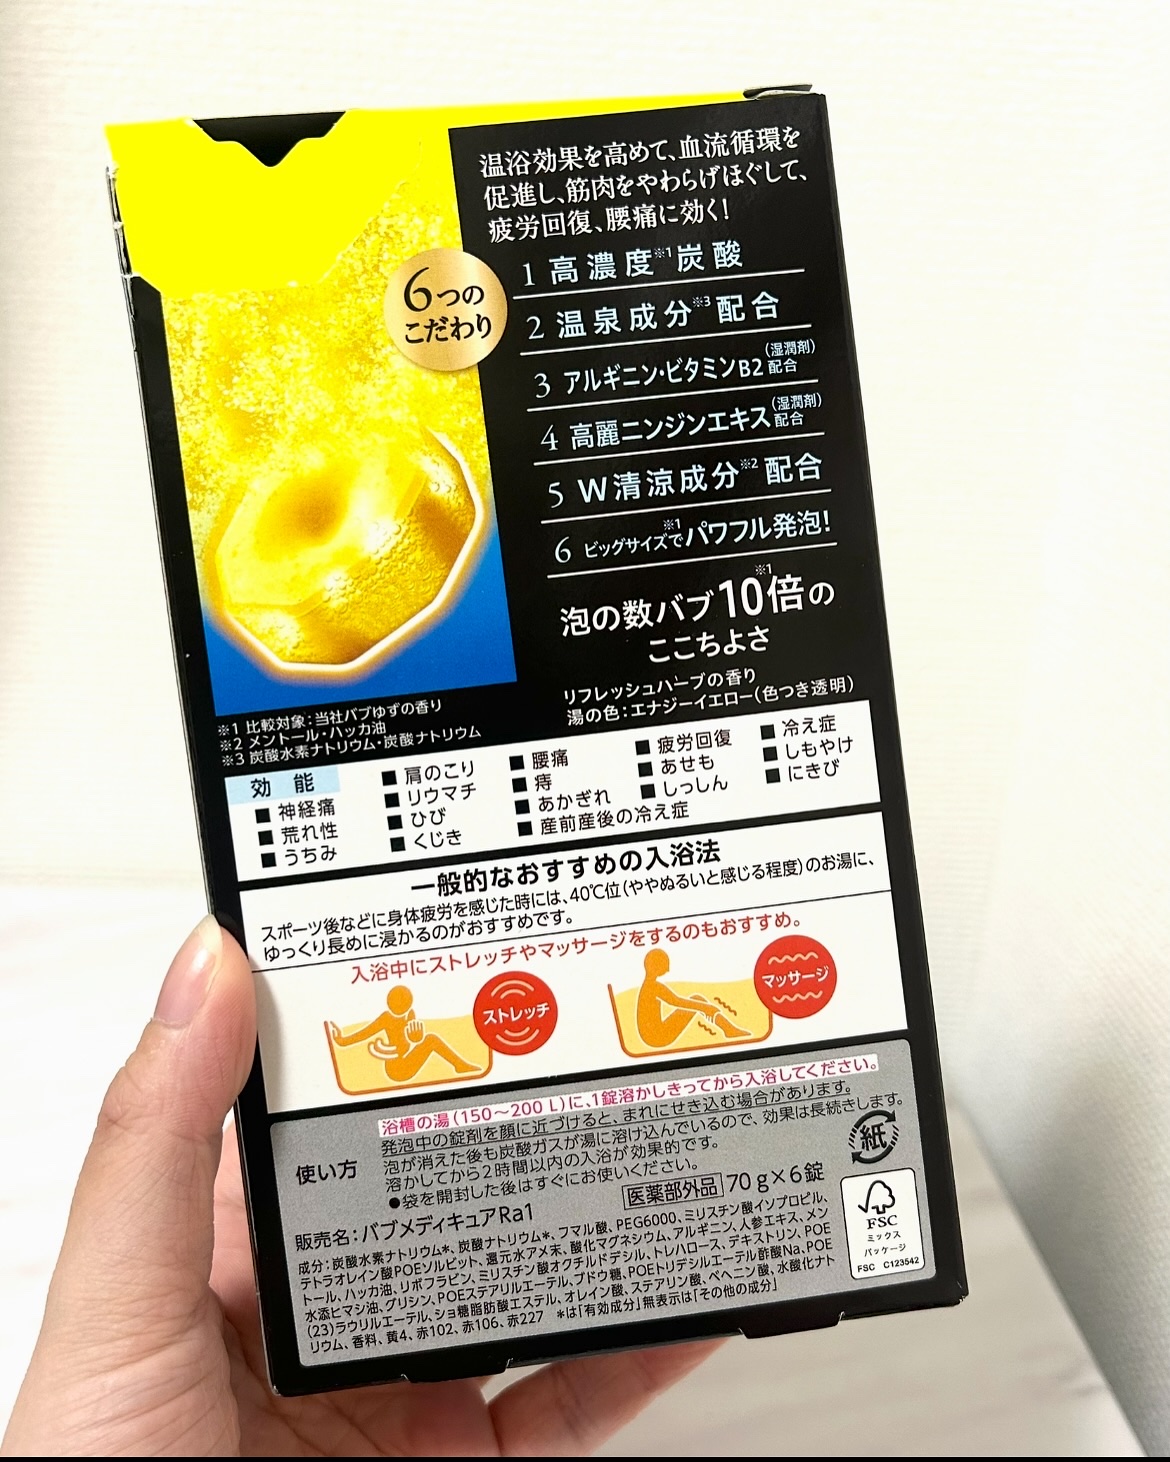 温浴効果を高めて、血流循環を
促進し、筋肉をやわらげほぐして、
疲労回復、腰痛に効く!
6つの
こだわり
1 高濃度※1炭酸
2 温泉成分※3配合
3 アルギニン・ビタミンB2(湿潤剤)配合
4 高麗ニンジンエキス(湿潤剤)配合
5 W清涼成分※2配合
6 ビッグサイズで※1パワフル発泡!
泡の数バブ10倍※1の
ここちよさ
リフレッシュハーブの香り
湯の色:エナジーイエロー(色つき透明)
※1 比較対象:当社バブゆずの香り
※2 メントール・ハッカ油
※3 炭酸水素ナトリウム・炭酸ナトリウム
効 能
■ 神経痛
■ 荒れ性
■ うちみ
■ 肩のこり
■ リウマチ
■ ひび
■ くじき
■ 腰痛
■ 痔
■ あかぎれ
■ 産前産後の冷え症
■ 疲労回復
■ あせも
■ しっしん
■ 冷え症
■ しもやけ
■ にきび
一般的なおすすめの入浴法
スポーツ後などに身体疲労を感じた時には、40℃位(ややぬるいと感じる程度)のお湯に、
ゆっくり長めに浸かるのがおすすめです。
入浴中にストレッチやマッサージをするのもおすすめ。
ストレッチ
マッサージ
使い方
浴槽の湯(150〜200 L)に、1錠溶かしきってから入浴してください。
発泡中の錠剤を顔に近づけると、まれにせき込む場合があります。
泡が消えた後も炭酸ガスが湯に溶け込んでいるので、効果は長続きします。
溶かしてから2時間以内の入浴が効果的です。
●袋を開封した後はすぐにお使いください。
紙
販売名:バブメディキュアRa1
医薬部外品 70 g×6錠
成分:炭酸水素ナトリウム*、炭酸ナトリウム*、フマル酸、PEG6000、ミリスチン酸イソプロピル、
テトラオレイン酸POEソルビット、還元水アメ末、酸化マグネシウム、アルギニン、人参エキス、メン
トール、ハッカ油、リボフラビン、ミリスチン酸オクチルドデシル、トレハロース、デキストリン、POE
水添ヒマシ油、グリシン、POEステアリルエーテル、ブドウ糖、POEトリデシルエーテル酢酸Na、POE
(23)ラウリルエーテル、ショ糖脂肪酸エステル、オレイン酸、ステアリン酸、ベヘニン酸、水酸化ナト
リウム、香料、黄4、赤102、赤106、赤227 *は「有効成分」無表示は「その他の成分」
FSC
ミックス
パッケージ
FSC C123542